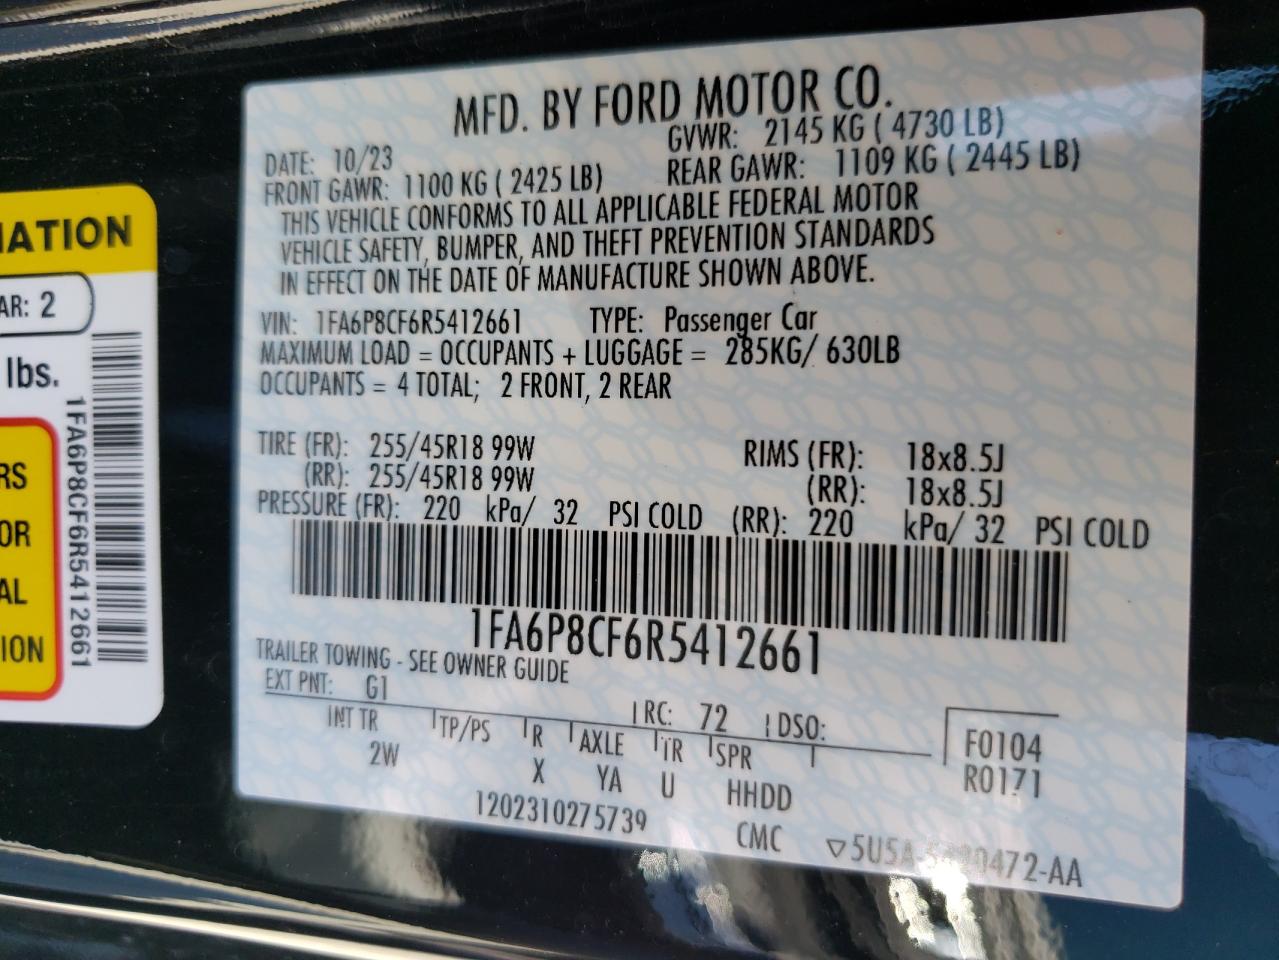 MFD. BY FORD MOTOR CO.
DATE: 10/23 GVWR: 2145 KG ( 4730 LB)
FRONT GAWR: 1100 KG ( 2425 LB) REAR GAWR: 1109 KG ( 2445 LB)
THIS VEHICLE CONFORMS TO ALL APPLICABLE FEDERAL MOTOR
VEHICLE SAFETY, BUMPER, AND THEFT PREVENTION STANDARDS
IN EFFECT ON THE DATE OF MANUFACTURE SHOWN ABOVE.
VIN: 1FA6P8CF6R5412661 TYPE: Passenger Car
MAXIMUM LOAD = OCCUPANTS + LUGGAGE = 285KG/ 630LB
OCCUPANTS = 4 TOTAL; 2 FRONT, 2 REAR
TIRE (FR): 255/45R18 99W RIMS (FR): 18x8.5J
(RR): 255/45R18 99W (RR): 18x8.5J
PRESSURE (FR): 220 kPa/ 32 PSI COLD (RR): 220 kPa/ 32 PSI COLD
1FA6P8CF6R5412661
TRAILER TOWING - SEE OWNER GUIDE
EXT PNT: G1 RC: 72 DSO:
INT TR TP/PS R AXLE TR SPR F0104
2W X YA U HHDD R0171
1202310275739 CMC ▽5U5A-        0472-AA
IATION
AR: 2
lbs.
RS
OR
AL
ION
1FA6P8CF6R5412661